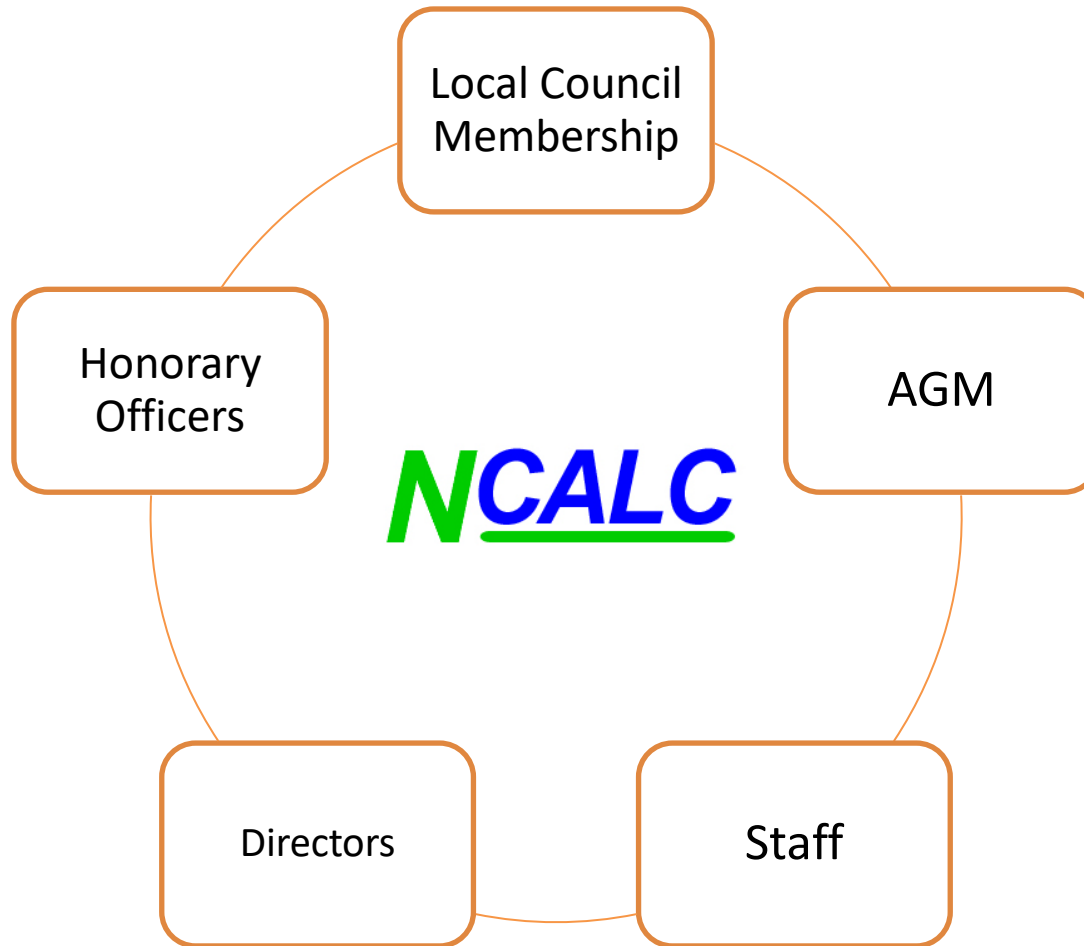 Local Council
Membership
Honorary
Officers
AGM
NCALC
Directors
Staff